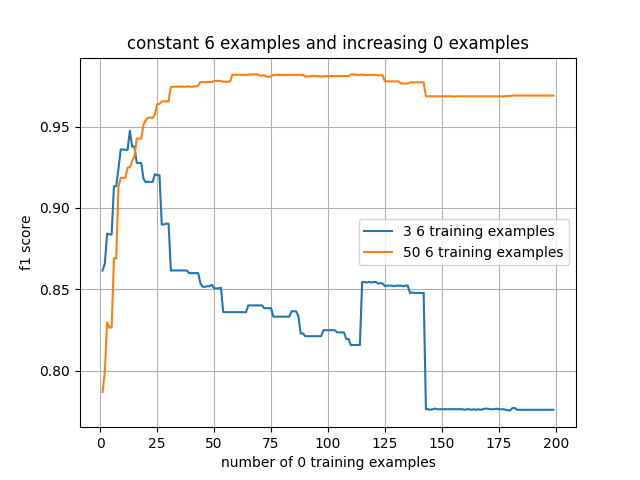 constant 6 examples and increasing 0 examples
f1 score
0.95
0.90
0.85
0.80
3 6 training examples
50 6 training examples
0 25 50 75 100 125 150 175 200
number of 0 training examples